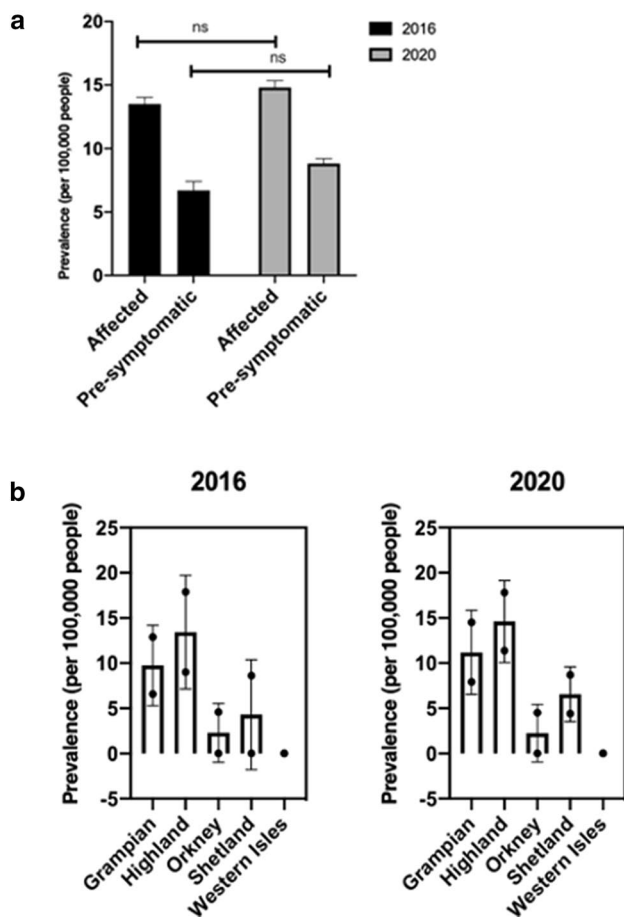 a
Prevalence (per 100,000 people)
20
15
10
5
0
ns
ns
2016
2020
Affected
Pre-symptomatic
Affected
Pre-symptomatic
b
2016
Prevalence (per 100,000 people)
25
20
15
10
5
0
-5
Grampian
Highland
Orkney
Shetland
Western Isles
2020
Prevalence (per 100,000 people)
25
20
15
10
5
0
-5
Grampian
Highland
Orkney
Shetland
Western Isles